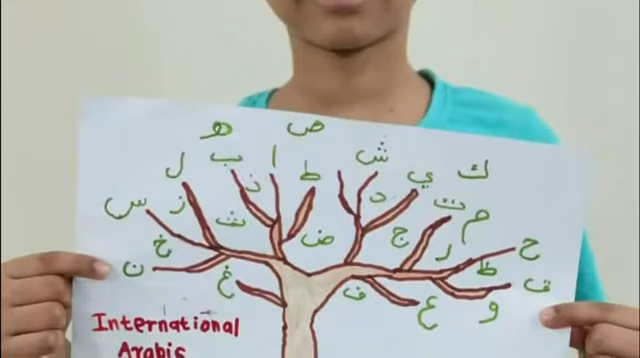 ص ه
ك ي ش ا ب ل
ط ذ
م ت د ز س
ث
ح ج ض خ
ر
ق ظ ن
و ع ف غ
International
Arabic